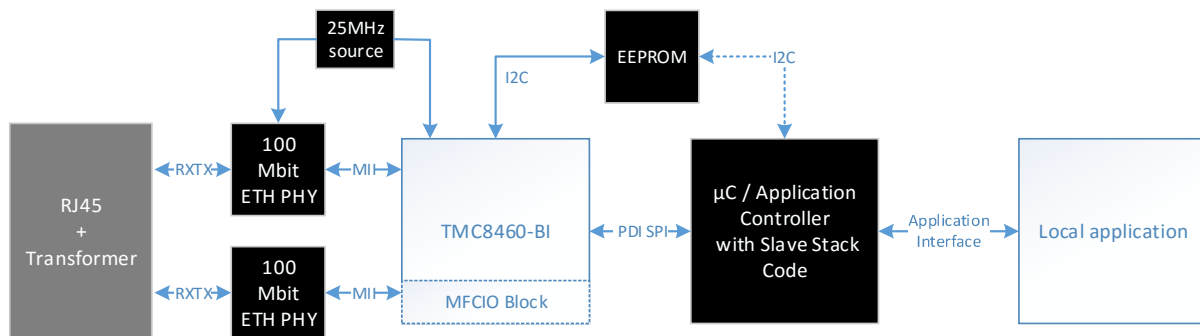 25MHz
source
EEPROM
I2C
I2C
RJ45
+
Transformer
RXTX
100
Mbit
ETH PHY
MII
TMC8460-BI
PDI SPI
µC / Application
Controller
with Slave Stack
Code
Application
Interface
Local application
RXTX
100
Mbit
ETH PHY
MII
MFCIO Block